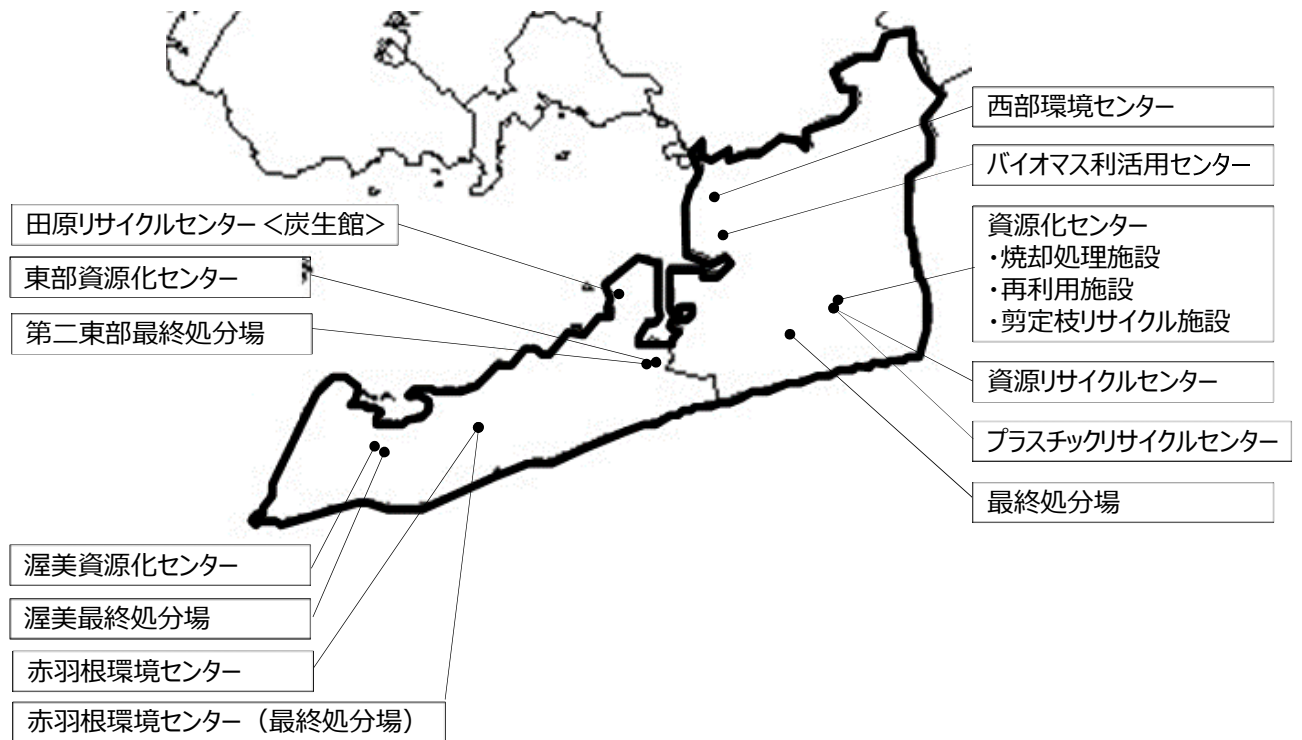 西部環境センター
バイオマス利活用センター
資源化センター
・焼却処理施設
・再利用施設
・剪定枝リサイクル施設
資源リサイクルセンター
プラスチックリサイクルセンター
最終処分場
田原リサイクルセンター＜炭生館＞
東部資源化センター
第二東部最終処分場
渥美資源化センター
渥美最終処分場
赤羽根環境センター
赤羽根環境センター（最終処分場）